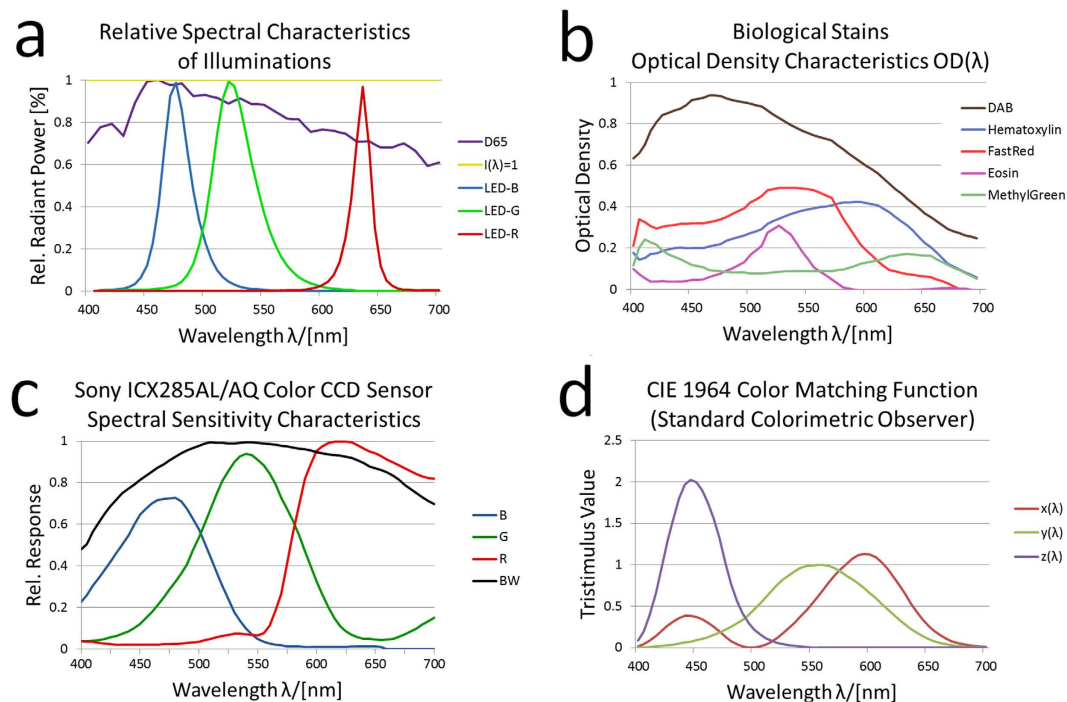 a
Relative Spectral Characteristics
of Illuminations
Rel. Radiant Power [%]
1
0.8
0.6
0.4
0.2
0
400 450 500 550 600 650 700
Wavelength λ/[nm]
D65
I(λ)=1
LED-B
LED-G
LED-R
b
Biological Stains
Optical Density Characteristics OD(λ)
Optical Density
1
0.8
0.6
0.4
0.2
0
400 450 500 550 600 650 700
Wavelength λ/[nm]
DAB
Hematoxylin
FastRed
Eosin
MethylGreen
c
Sony ICX285AL/AQ Color CCD Sensor
Spectral Sensitivity Characteristics
Rel. Response
1
0.8
0.6
0.4
0.2
0
400 450 500 550 600 650 700
Wavelength λ/[nm]
B
G
R
BW
d
CIE 1964 Color Matching Function
(Standard Colorimetric Observer)
Tristimulus Value
2.5
2
1.5
1
0.5
0
400 450 500 550 600 650 700
Wavelength λ/[nm]
x(λ)
y(λ)
z(λ)